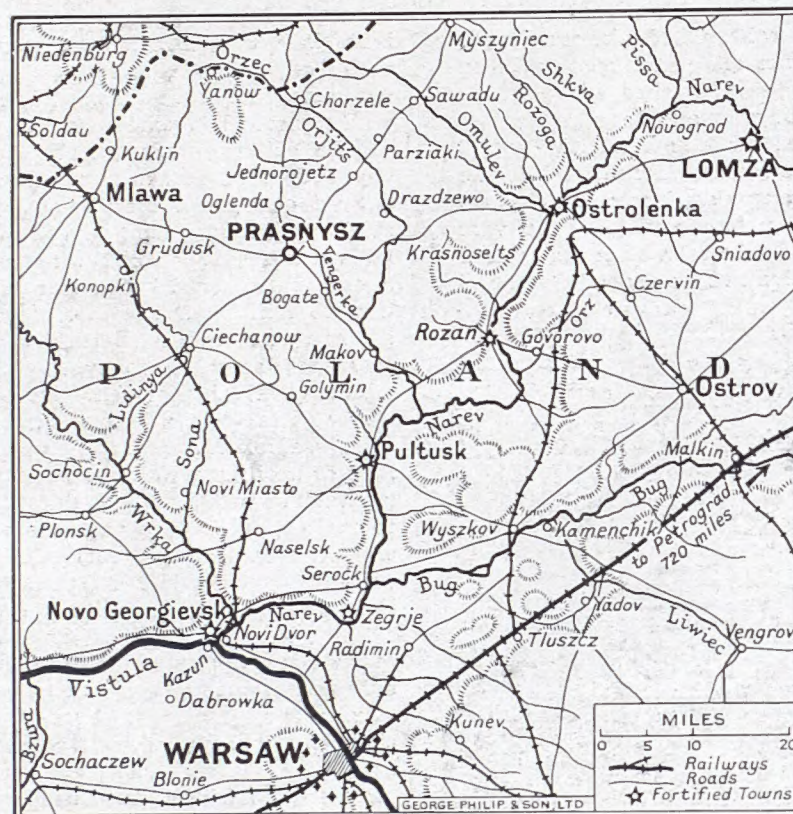 Niedenburg
Orzec
Myszyniec
Pissa
Shkva
Rozoga
Narev
Yanow
Chorzele
Sawadu
Novogrod
Soldau
Orjits
Omulev
Kukljn
Parziaki
LOMZA
Jednorojetz
Mlawa
Oglenda
Drazdzewo
Ostrolenka
Grudusk
PRASNYSZ
Krasnoselts
Sniadovo
Konopki
Vengerka
Bogate
Czervin
Orz
Rozan
Govorovo
Ciechanow
Makov
P O L A N D
Ludinya
Golymin
Ostrov
Sona
Narev
Sochocin
Pultusk
Malkin
Novi Miasto
Bug
Plonsk
Wrka
Wyszkov
Kamenchik
to Petrograd
720 miles
Naselsk
Serock
Bug
Novo Georgievsk
Narev
Zegrje
Yadov
Liwiec
Novi Dvor
Radimin
Tluszcz
Vengrov
Vistula
Kazun
Dabrowka
Kunev
Bzura
WARSAW
Sochaczew
Blonie
MILES
0 5 10 20
Railways
Roads
Fortified Towns
GEORGE PHILIP & SON, LTD